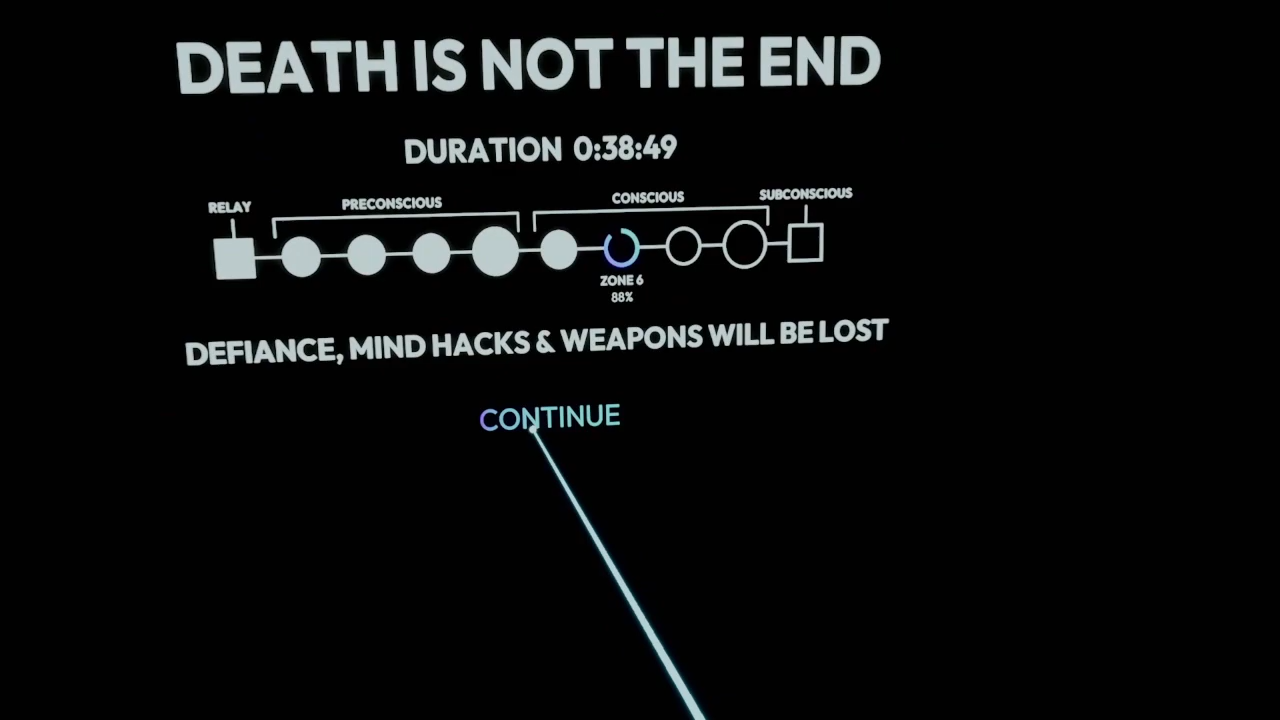 DEATH IS NOT THE END
DURATION 0:38:49
RELAY PRECONSCIOUS CONSCIOUS SUBCONSCIOUS
ZONE 6
88%
DEFIANCE, MIND HACKS & WEAPONS WILL BE LOST
CONTINUE